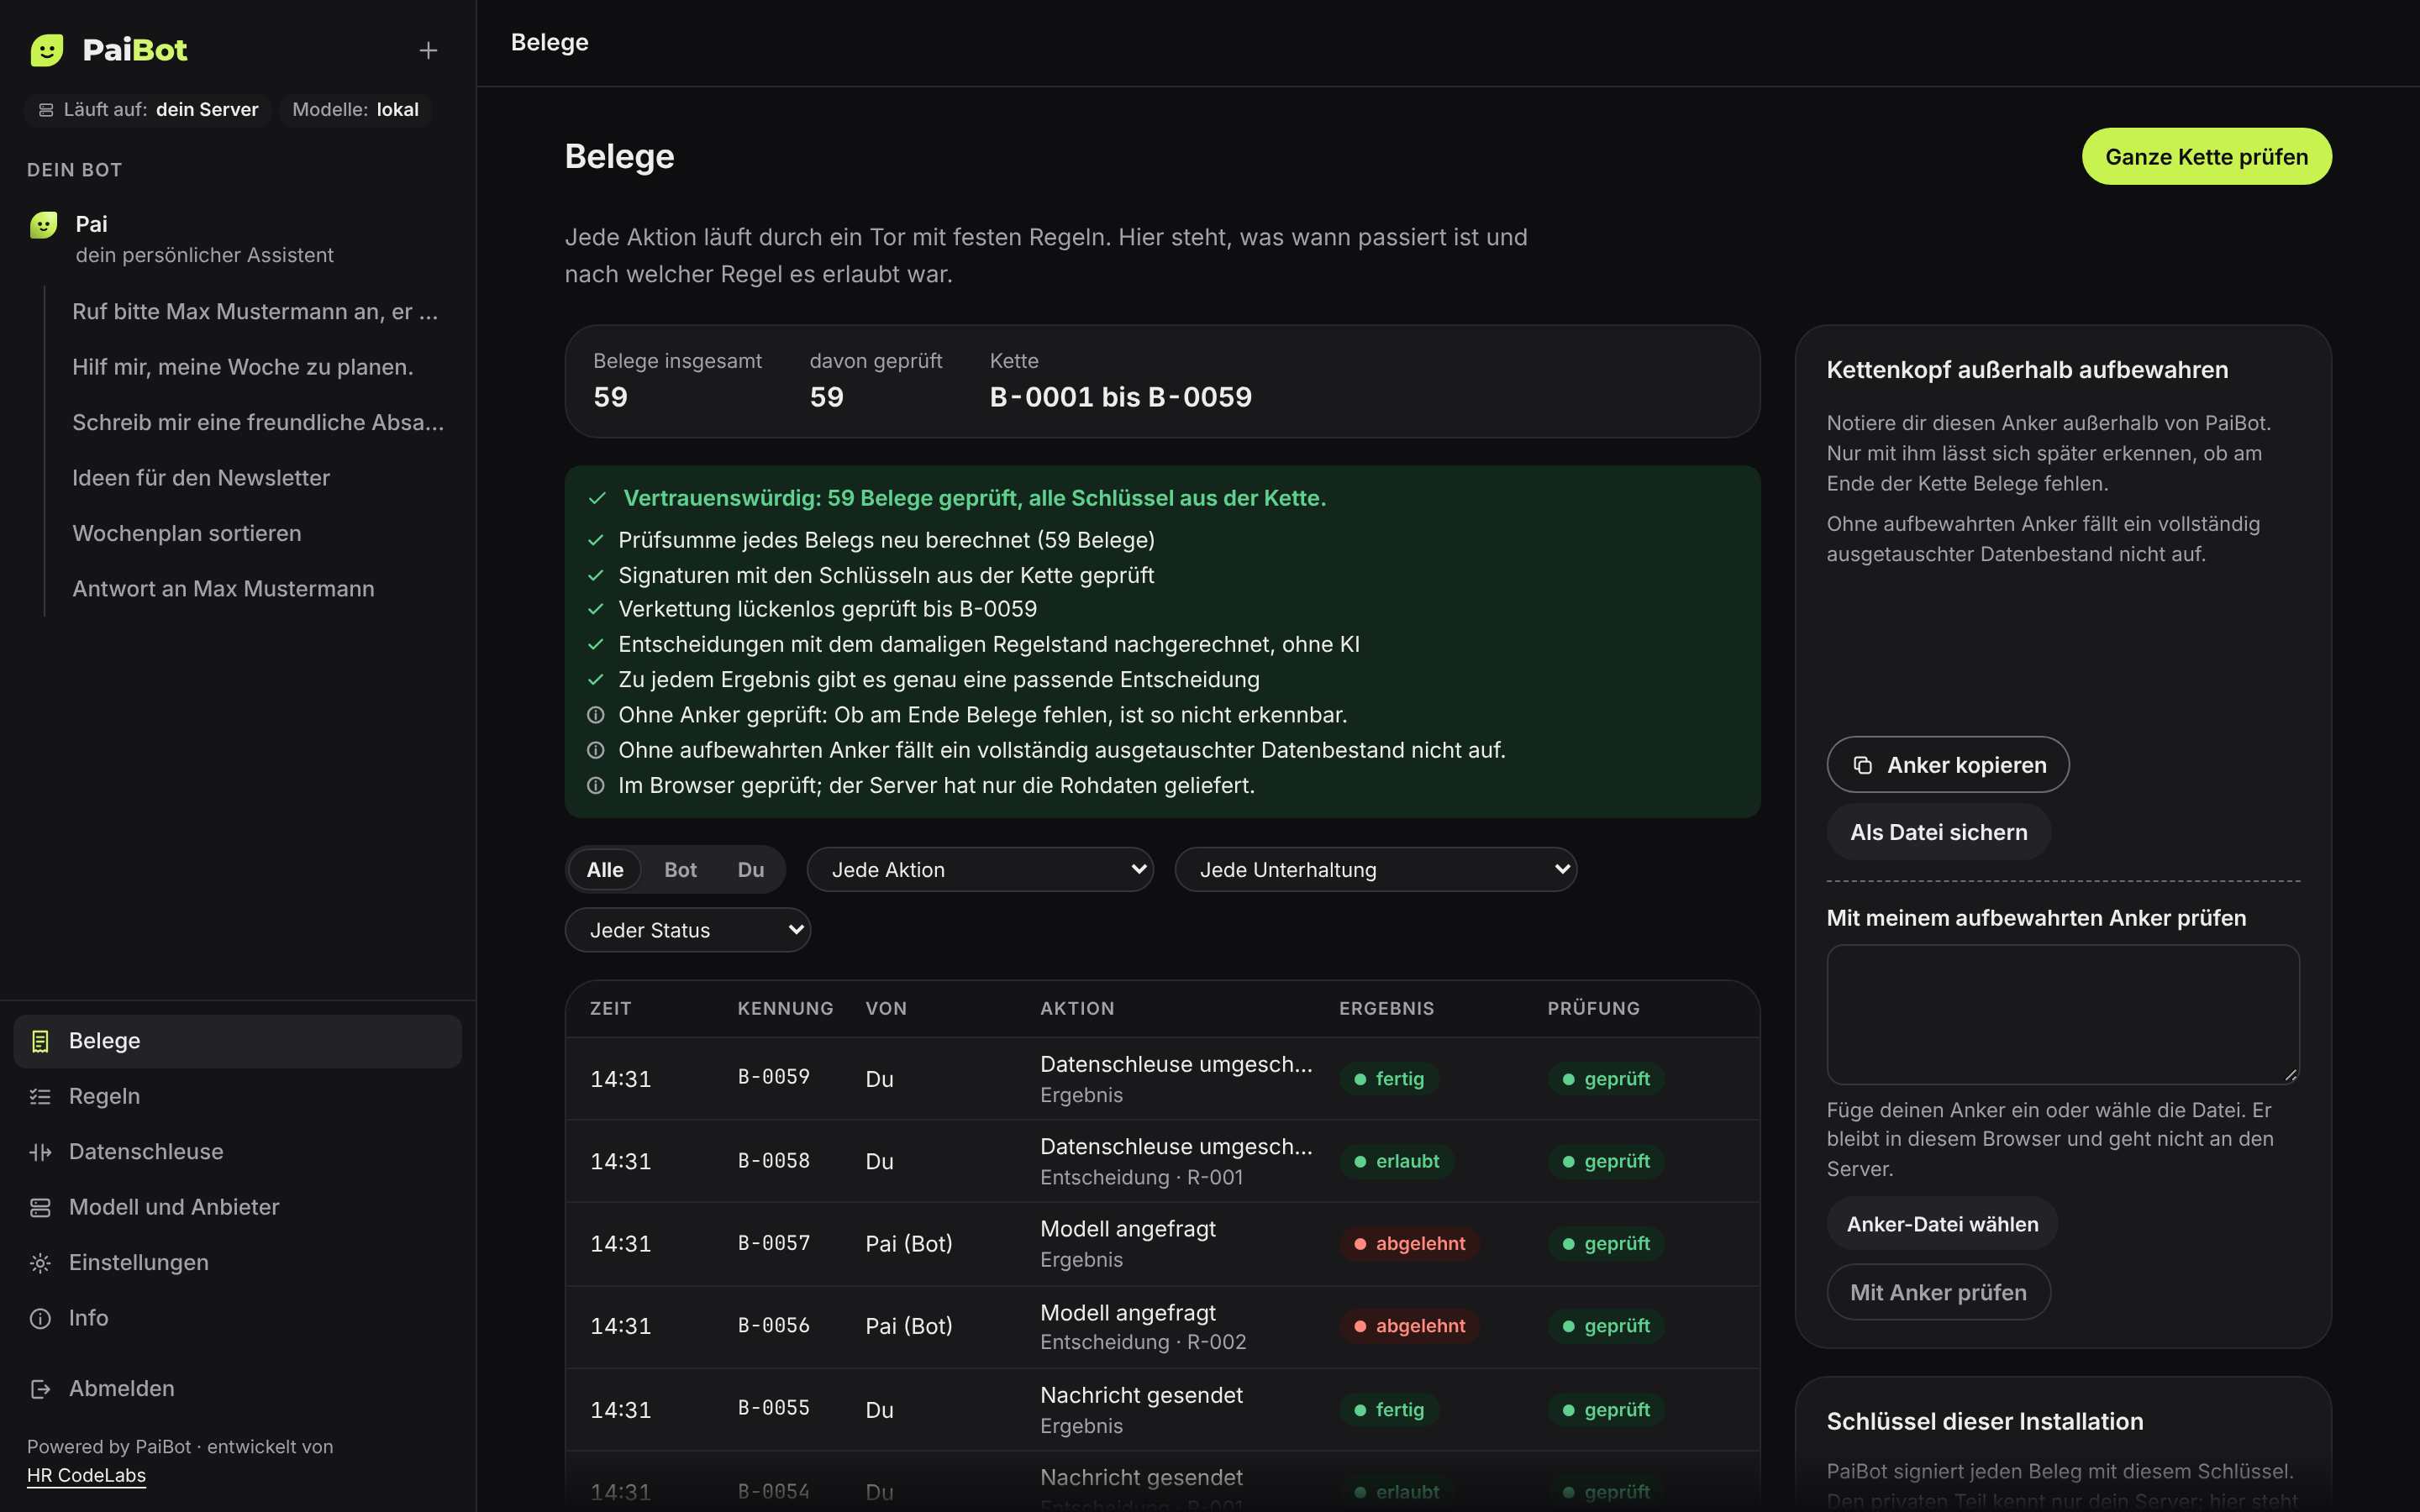 PaiBot
Läuft auf: dein Server
Modelle: lokal
DEIN BOT
Pai
dein persönlicher Assistent
Ruf bitte Max Mustermann an, er ...
Hilf mir, meine Woche zu planen.
Schreib mir eine freundliche Absa...
Ideen für den Newsletter
Wochenplan sortieren
Antwort an Max Mustermann
Belege
Regeln
Datenschleuse
Modell und Anbieter
Einstellungen
Info
Abmelden
Powered by PaiBot · entwickelt von
HR CodeLabs
Belege
Belege
Ganze Kette prüfen
Jede Aktion läuft durch ein Tor mit festen Regeln. Hier steht, was wann passiert ist und
nach welcher Regel es erlaubt war.
Belege insgesamt davon geprüft Kette
59 59 B-0001 bis B-0059
Vertrauenswürdig: 59 Belege geprüft, alle Schlüssel aus der Kette.
Prüfsumme jedes Belegs neu berechnet (59 Belege)
Signaturen mit den Schlüsseln aus der Kette geprüft
Verkettung lückenlos geprüft bis B-0059
Entscheidungen mit dem damaligen Regelstand nachgerechnet, ohne KI
Zu jedem Ergebnis gibt es genau eine passende Entscheidung
Ohne Anker geprüft: Ob am Ende Belege fehlen, ist so nicht erkennbar.
Ohne aufbewahrten Anker fällt ein vollständig ausgetauschter Datenbestand nicht auf.
Im Browser geprüft; der Server hat nur die Rohdaten geliefert.
Alle Bot Du Jede Aktion Jede Unterhaltung
Jeder Status
ZEIT KENNUNG VON AKTION ERGEBNIS PRÜFUNG
14:31 B-0059 Du Datenschleuse umgesch... fertig geprüft
Ergebnis
14:31 B-0058 Du Datenschleuse umgesch... erlaubt geprüft
Entscheidung · R-001
14:31 B-0057 Pai (Bot) Modell angefragt abgelehnt geprüft
Ergebnis
14:31 B-0056 Pai (Bot) Modell angefragt abgelehnt geprüft
Entscheidung · R-002
14:31 B-0055 Du Nachricht gesendet fertig geprüft
Ergebnis
14:31 B-0054 Du Nachricht gesendet erlaubt geprüft
Entscheidung · R-001
Kettenkopf außerhalb aufbewahren
Notiere dir diesen Anker außerhalb von PaiBot.
Nur mit ihm lässt sich später erkennen, ob am
Ende der Kette Belege fehlen.
Ohne aufbewahrten Anker fällt ein vollständig
ausgetauschter Datenbestand nicht auf.
Anker kopieren
Als Datei sichern
Mit meinem aufbewahrten Anker prüfen
Füge deinen Anker ein oder wähle die Datei. Er
bleibt in diesem Browser und geht nicht an den
Server.
Anker-Datei wählen
Mit Anker prüfen
Schlüssel dieser Installation
PaiBot signiert jeden Beleg mit diesem Schlüssel.
Den privaten Teil kennt nur dein Server; hier steht